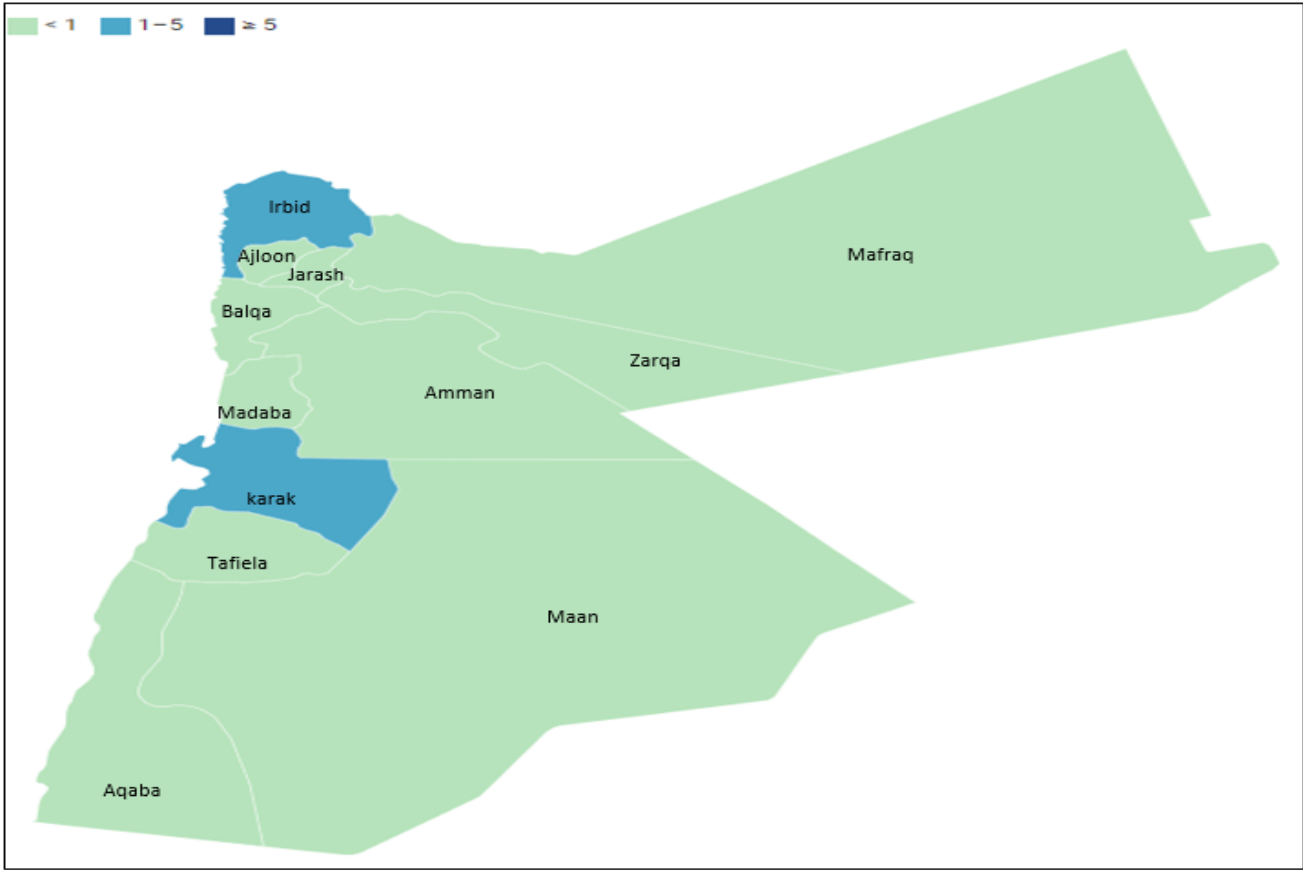 < 1 1–5 ≥ 5
Irbid
Mafraq
Ajloon
Jarash
Balqa
Zarqa
Amman
Madaba
karak
Tafiela
Maan
Aqaba